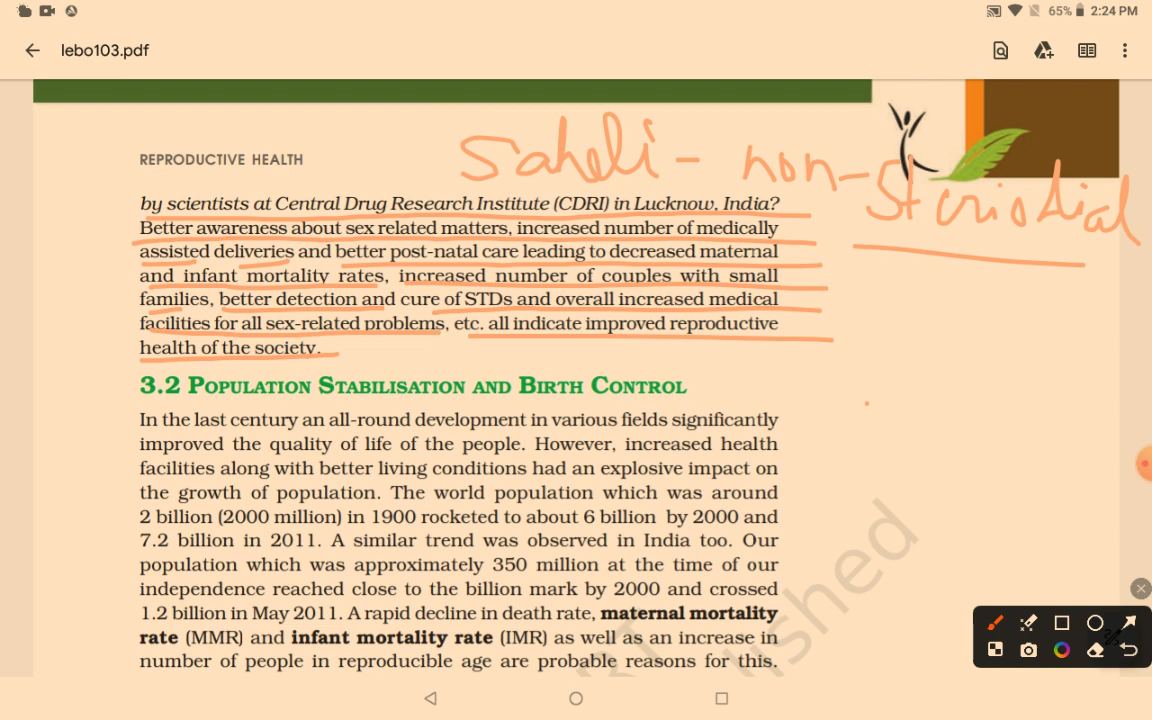 65% 2:24 PM
lebo103.pdf
Saheli - non-Steriodial
REPRODUCTIVE HEALTH
by scientists at Central Drug Research Institute (CDRI) in Lucknow, India?
Better awareness about sex related matters, increased number of medically
assisted deliveries and better post-natal care leading to decreased maternal
and infant mortality rates, increased number of couples with small
families, better detection and cure of STDs and overall increased medical
facilities for all sex-related problems, etc. all indicate improved reproductive
health of the society.
3.2 POPULATION STABILISATION AND BIRTH CONTROL
In the last century an all-round development in various fields significantly
improved the quality of life of the people. However, increased health
facilities along with better living conditions had an explosive impact on
the growth of population. The world population which was around
2 billion (2000 million) in 1900 rocketed to about 6 billion by 2000 and
7.2 billion in 2011. A similar trend was observed in India too. Our
population which was approximately 350 million at the time of our
independence reached close to the billion mark by 2000 and crossed
1.2 billion in May 2011. A rapid decline in death rate, maternal mortality
rate (MMR) and infant mortality rate (IMR) as well as an increase in
number of people in reproducible age are probable reasons for this.